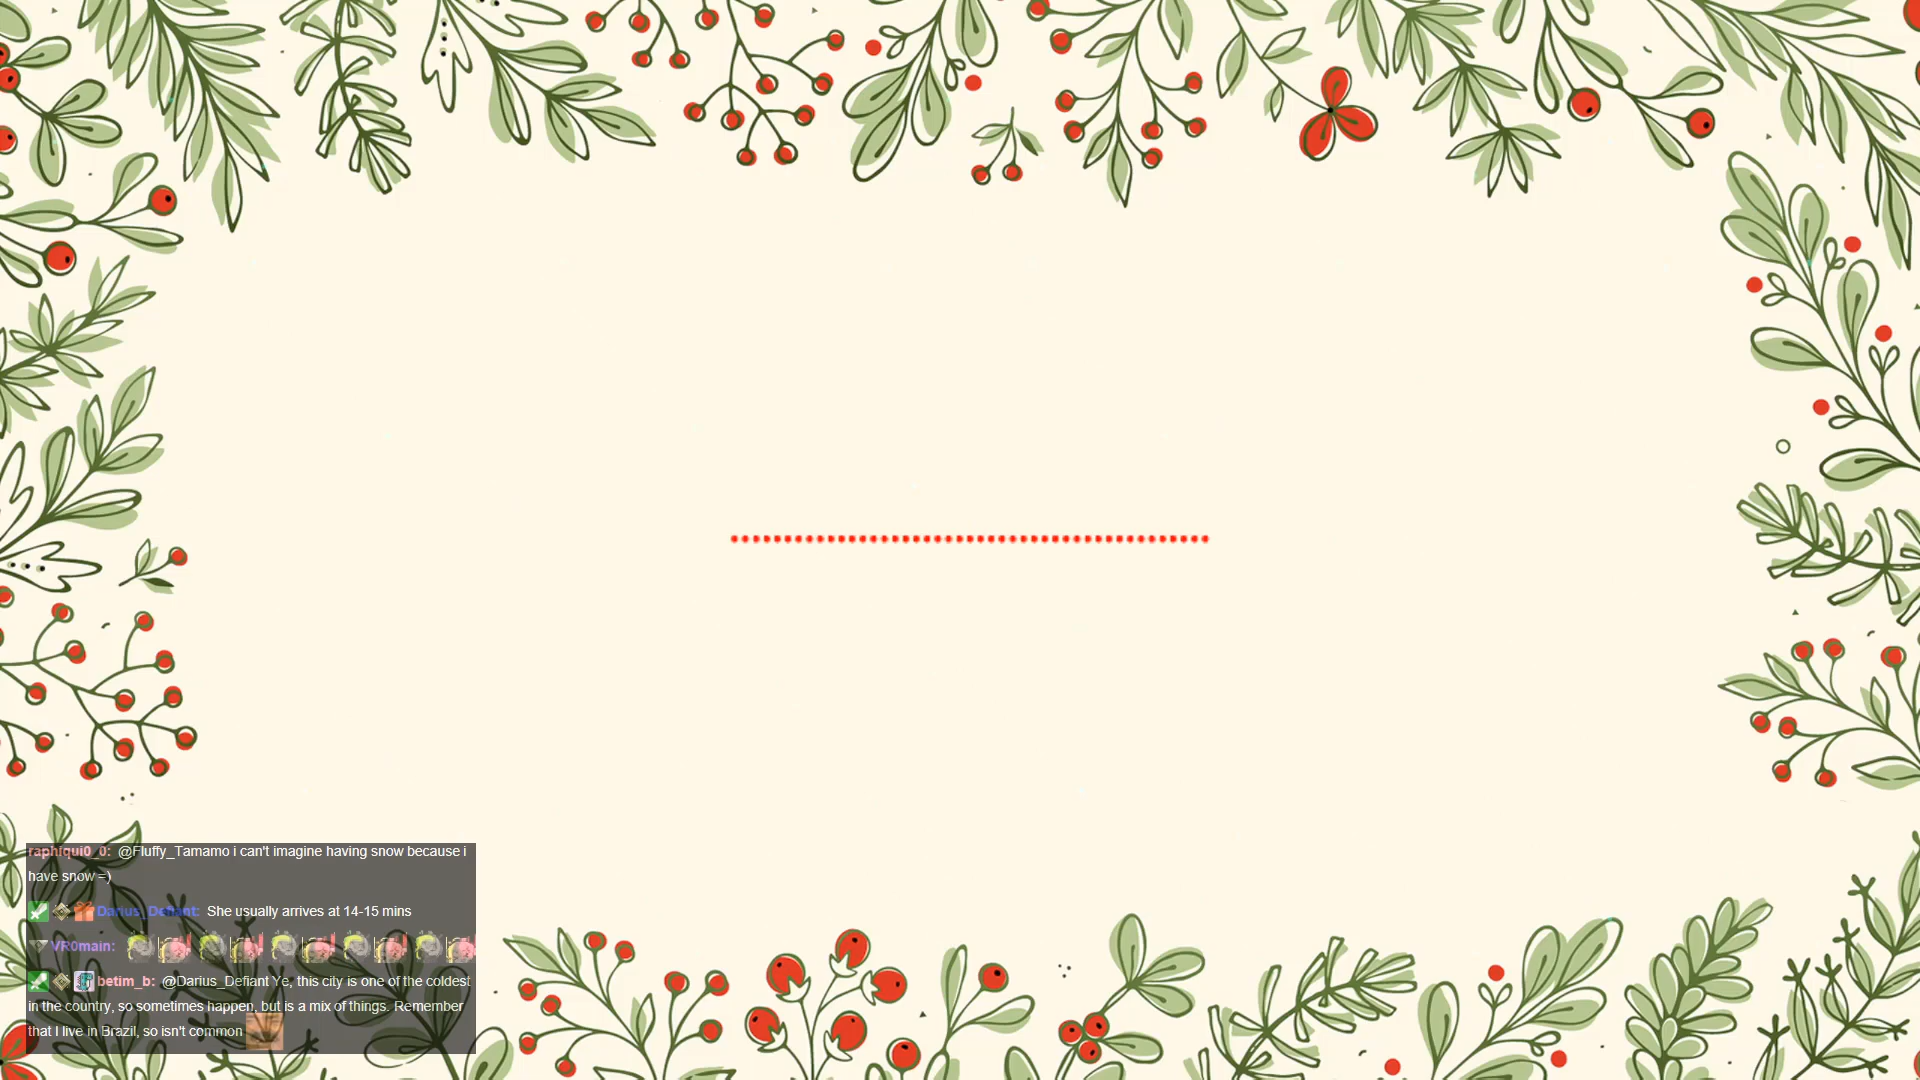 raphiqui0_0: @Fluffy_Tamamo i can't imagine having snow because i
have snow =)
Darius_Defiant: She usually arrives at 14-15 mins
VR0main:
betim_b: @Darius_Defiant Ye, this city is one of the coldest
in the country, so sometimes happen, but is a mix of things. Remember
that I live in Brazil, so isn't common